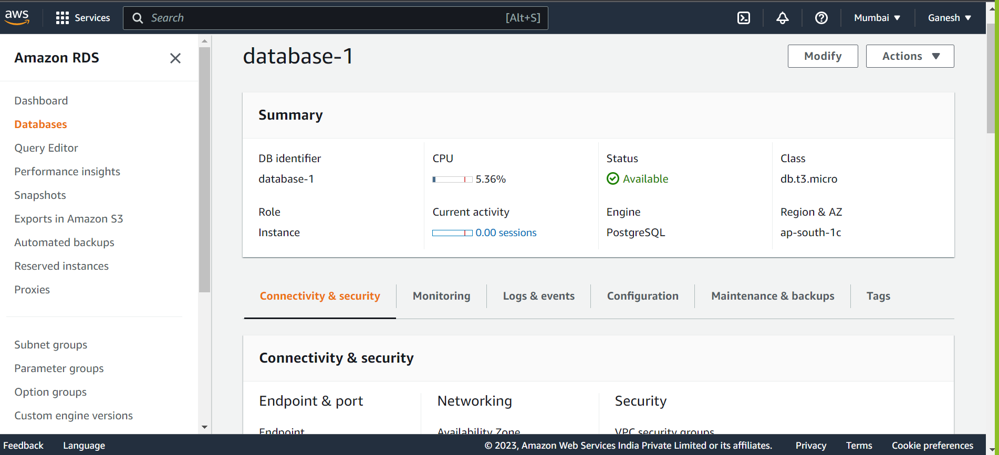 aws
Services
Search
[Alt+S]
Mumbai
Ganesh
Amazon RDS
Dashboard
Databases
Query Editor
Performance insights
Snapshots
Exports in Amazon S3
Automated backups
Reserved instances
Proxies
Subnet groups
Parameter groups
Option groups
Custom engine versions
database-1
Modify
Actions
Summary
DB identifier
database-1
CPU
5.36%
Status
Available
Class
db.t3.micro
Role
Instance
Current activity
0.00 sessions
Engine
PostgreSQL
Region & AZ
ap-south-1c
Connectivity & security
Monitoring
Logs & events
Configuration
Maintenance & backups
Tags
Connectivity & security
Endpoint & port
Endpoint
Networking
Availability Zone
Security
VPC security groups
Feedback
Language
© 2023, Amazon Web Services India Private Limited or its affiliates.
Privacy
Terms
Cookie preferences